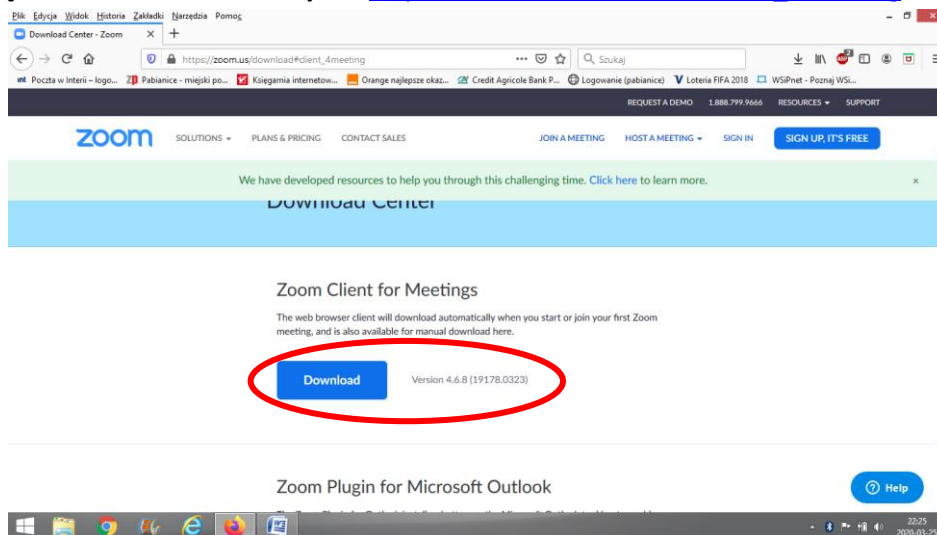 Plik Edycja Widok Historia Zakładki Narzędzia Pomoc
Download Center - Zoom × +
https://zoom.us/download#client_4meeting Szukaj
Poczta w Interii – logo... Pabianice - miejski po... Księgarnia internetow... Orange najlepsze okaz... Credit Agricole Bank P... Logowanie (pabianice) Loteria FIFA 2018 WSiPnet - Poznaj WSi...
REQUEST A DEMO 1.888.799.9666 RESOURCES SUPPORT
zoom SOLUTIONS PLANS & PRICING CONTACT SALES JOIN A MEETING HOST A MEETING SIGN IN SIGN UP, IT'S FREE
We have developed resources to help you through this challenging time. Click here to learn more. ×
Download Center
Zoom Client for Meetings
The web browser client will download automatically when you start or join your first Zoom
meeting, and is also available for manual download here.
Download Version 4.6.8 (19178.0323)
Zoom Plugin for Microsoft Outlook
Help
22:25
2020-03-25